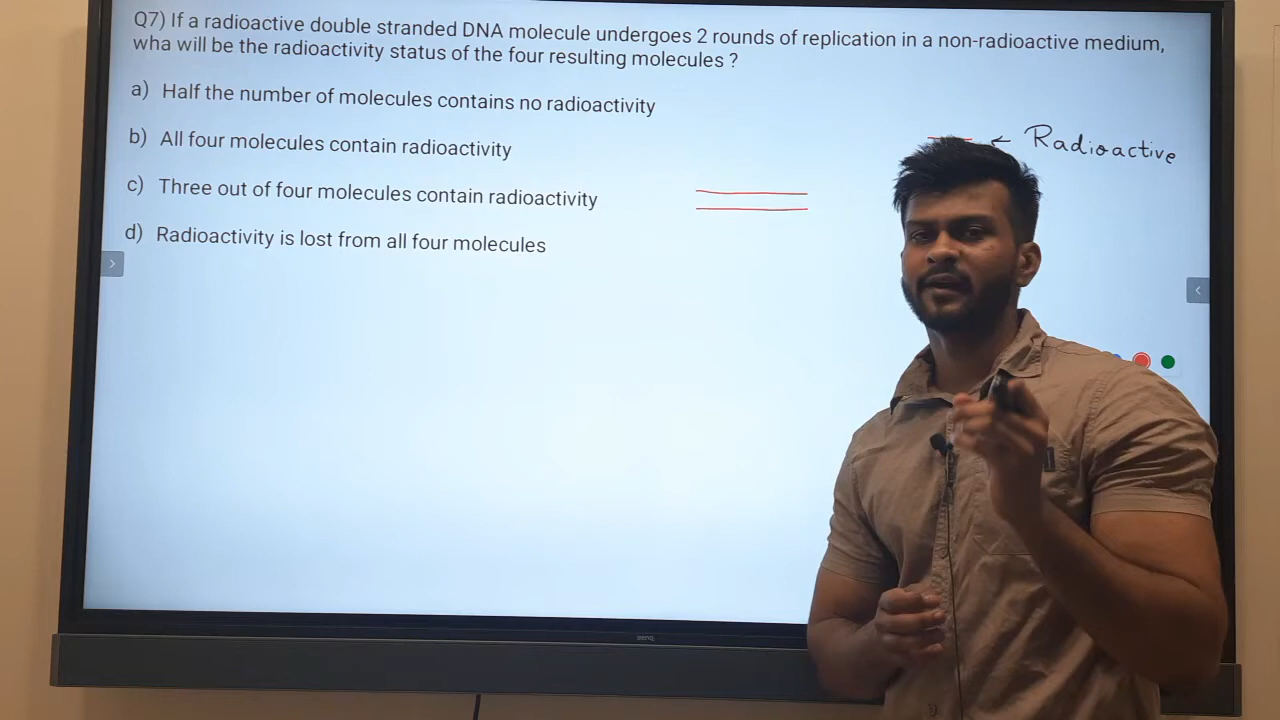 Q7) If a radioactive double stranded DNA molecule undergoes 2 rounds of replication in a non-radioactive medium,
wha will be the radioactivity status of the four resulting molecules ?
a) Half the number of molecules contains no radioactivity
← Radioactive
b) All four molecules contain radioactivity
c) Three out of four molecules contain radioactivity
d) Radioactivity is lost from all four molecules
BenQ